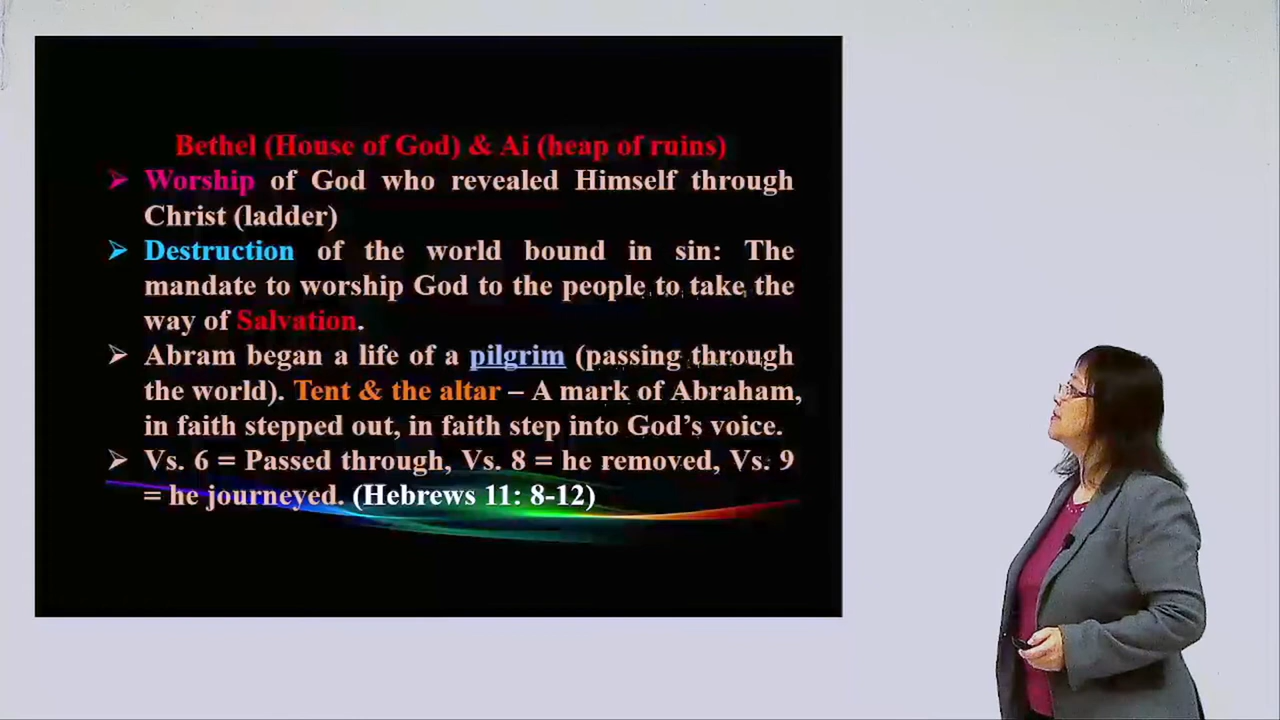 Bethel (House of God) & Ai (heap of ruins)
➢ Worship of God who revealed Himself through
Christ (ladder)
➢ Destruction of the world bound in sin: The
mandate to worship God to the people to take the
way of Salvation.
➢ Abram began a life of a pilgrim (passing through
the world). Tent & the altar – A mark of Abraham,
in faith stepped out, in faith step into God’s voice.
➢ Vs. 6 = Passed through, Vs. 8 = he removed, Vs. 9
= he journeyed. (Hebrews 11: 8-12)